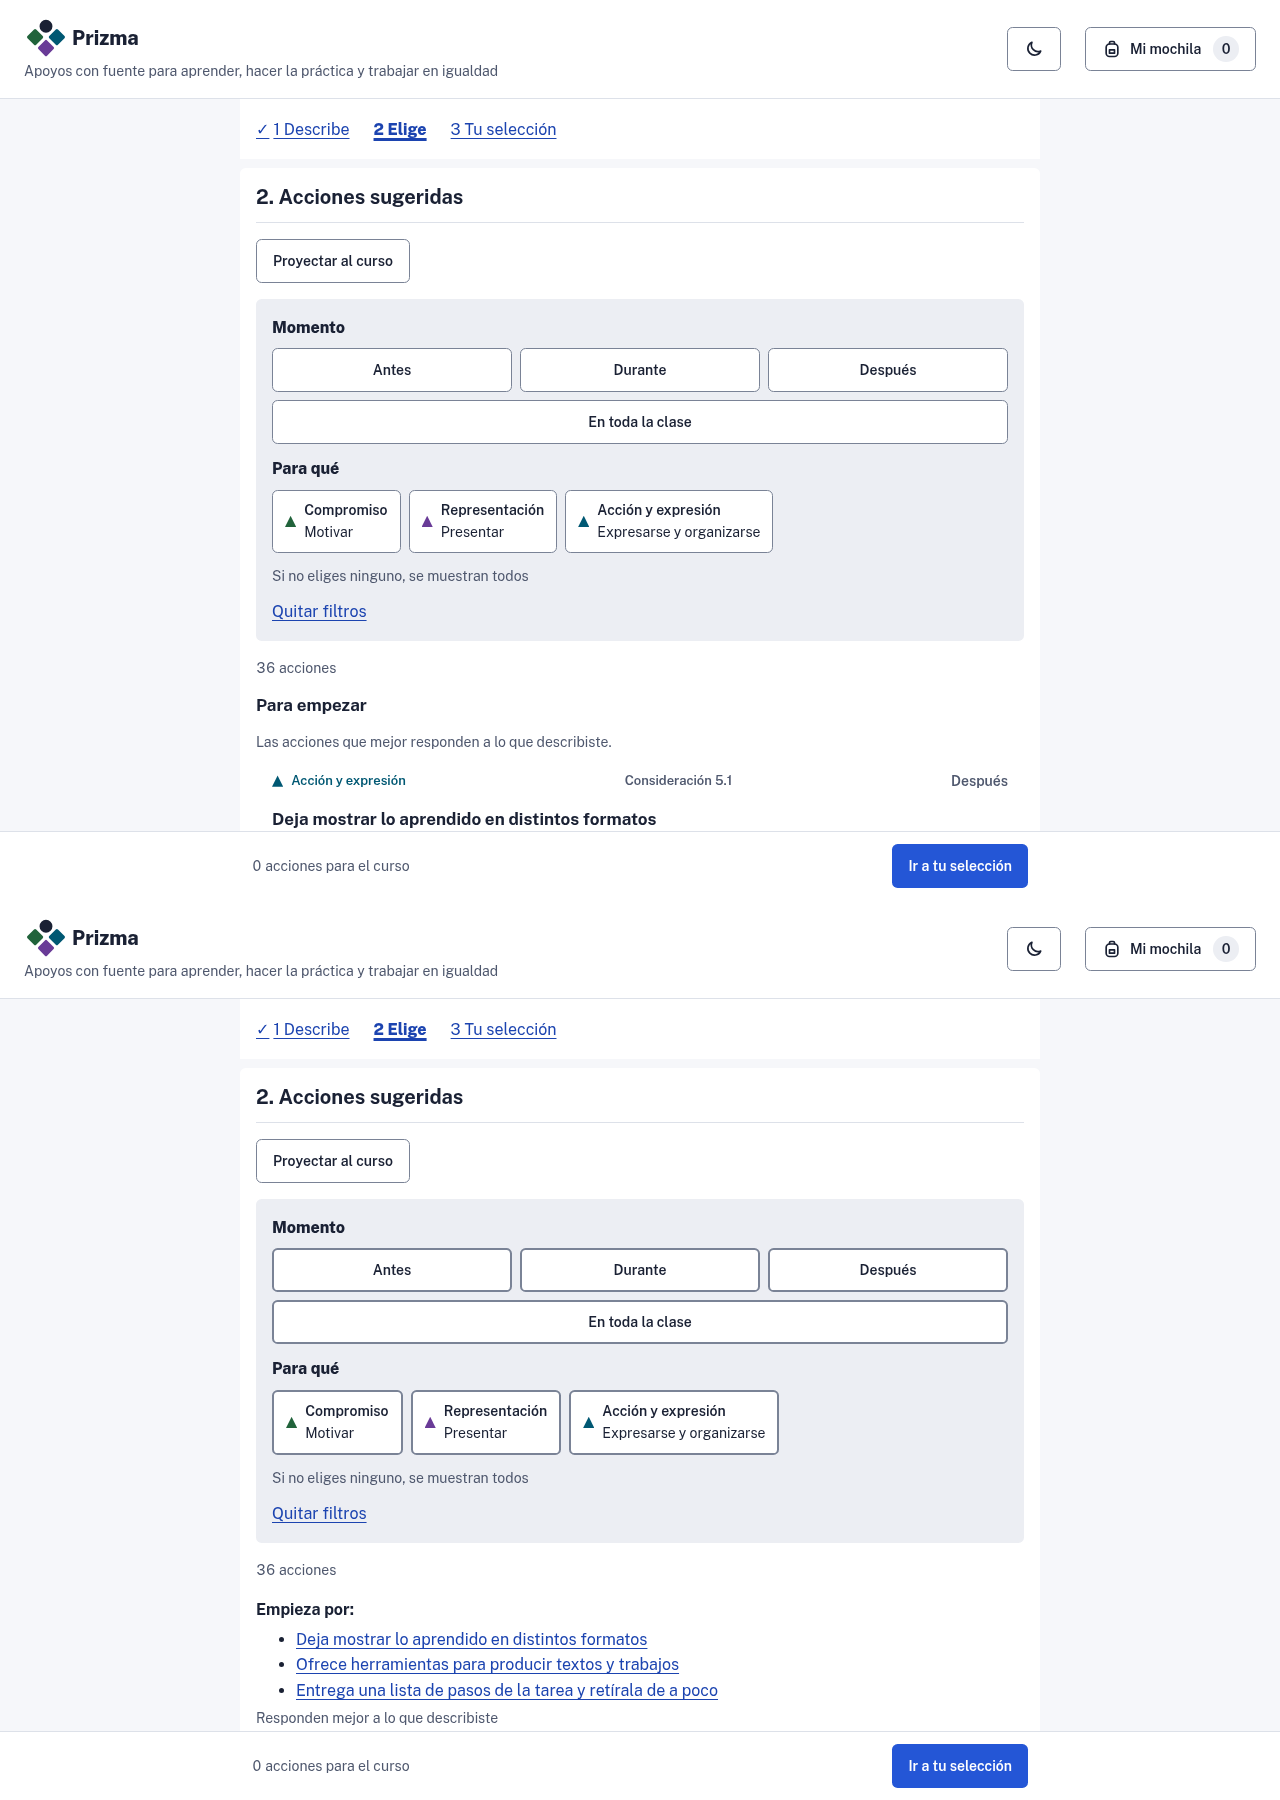 Prizma
Apoyos con fuente para aprender, hacer la práctica y trabajar en igualdad
Mi mochila 0
✓ 1 Describe 2 Elige 3 Tu selección
2. Acciones sugeridas
Proyectar al curso
Momento
Antes Durante Después
En toda la clase
Para qué
Compromiso Representación Acción y expresión
Motivar Presentar Expresarse y organizarse
Si no eliges ninguno, se muestran todos
Quitar filtros
36 acciones
Para empezar
Las acciones que mejor responden a lo que describiste.
Acción y expresión Consideración 5.1 Después
Deja mostrar lo aprendido en distintos formatos
0 acciones para el curso Ir a tu selección
Prizma
Apoyos con fuente para aprender, hacer la práctica y trabajar en igualdad
Mi mochila 0
✓ 1 Describe 2 Elige 3 Tu selección
2. Acciones sugeridas
Proyectar al curso
Momento
Antes Durante Después
En toda la clase
Para qué
Compromiso Representación Acción y expresión
Motivar Presentar Expresarse y organizarse
Si no eliges ninguno, se muestran todos
Quitar filtros
36 acciones
Empieza por:
• Deja mostrar lo aprendido en distintos formatos
• Ofrece herramientas para producir textos y trabajos
• Entrega una lista de pasos de la tarea y retírala de a poco
Responden mejor a lo que describiste
0 acciones para el curso Ir a tu selección